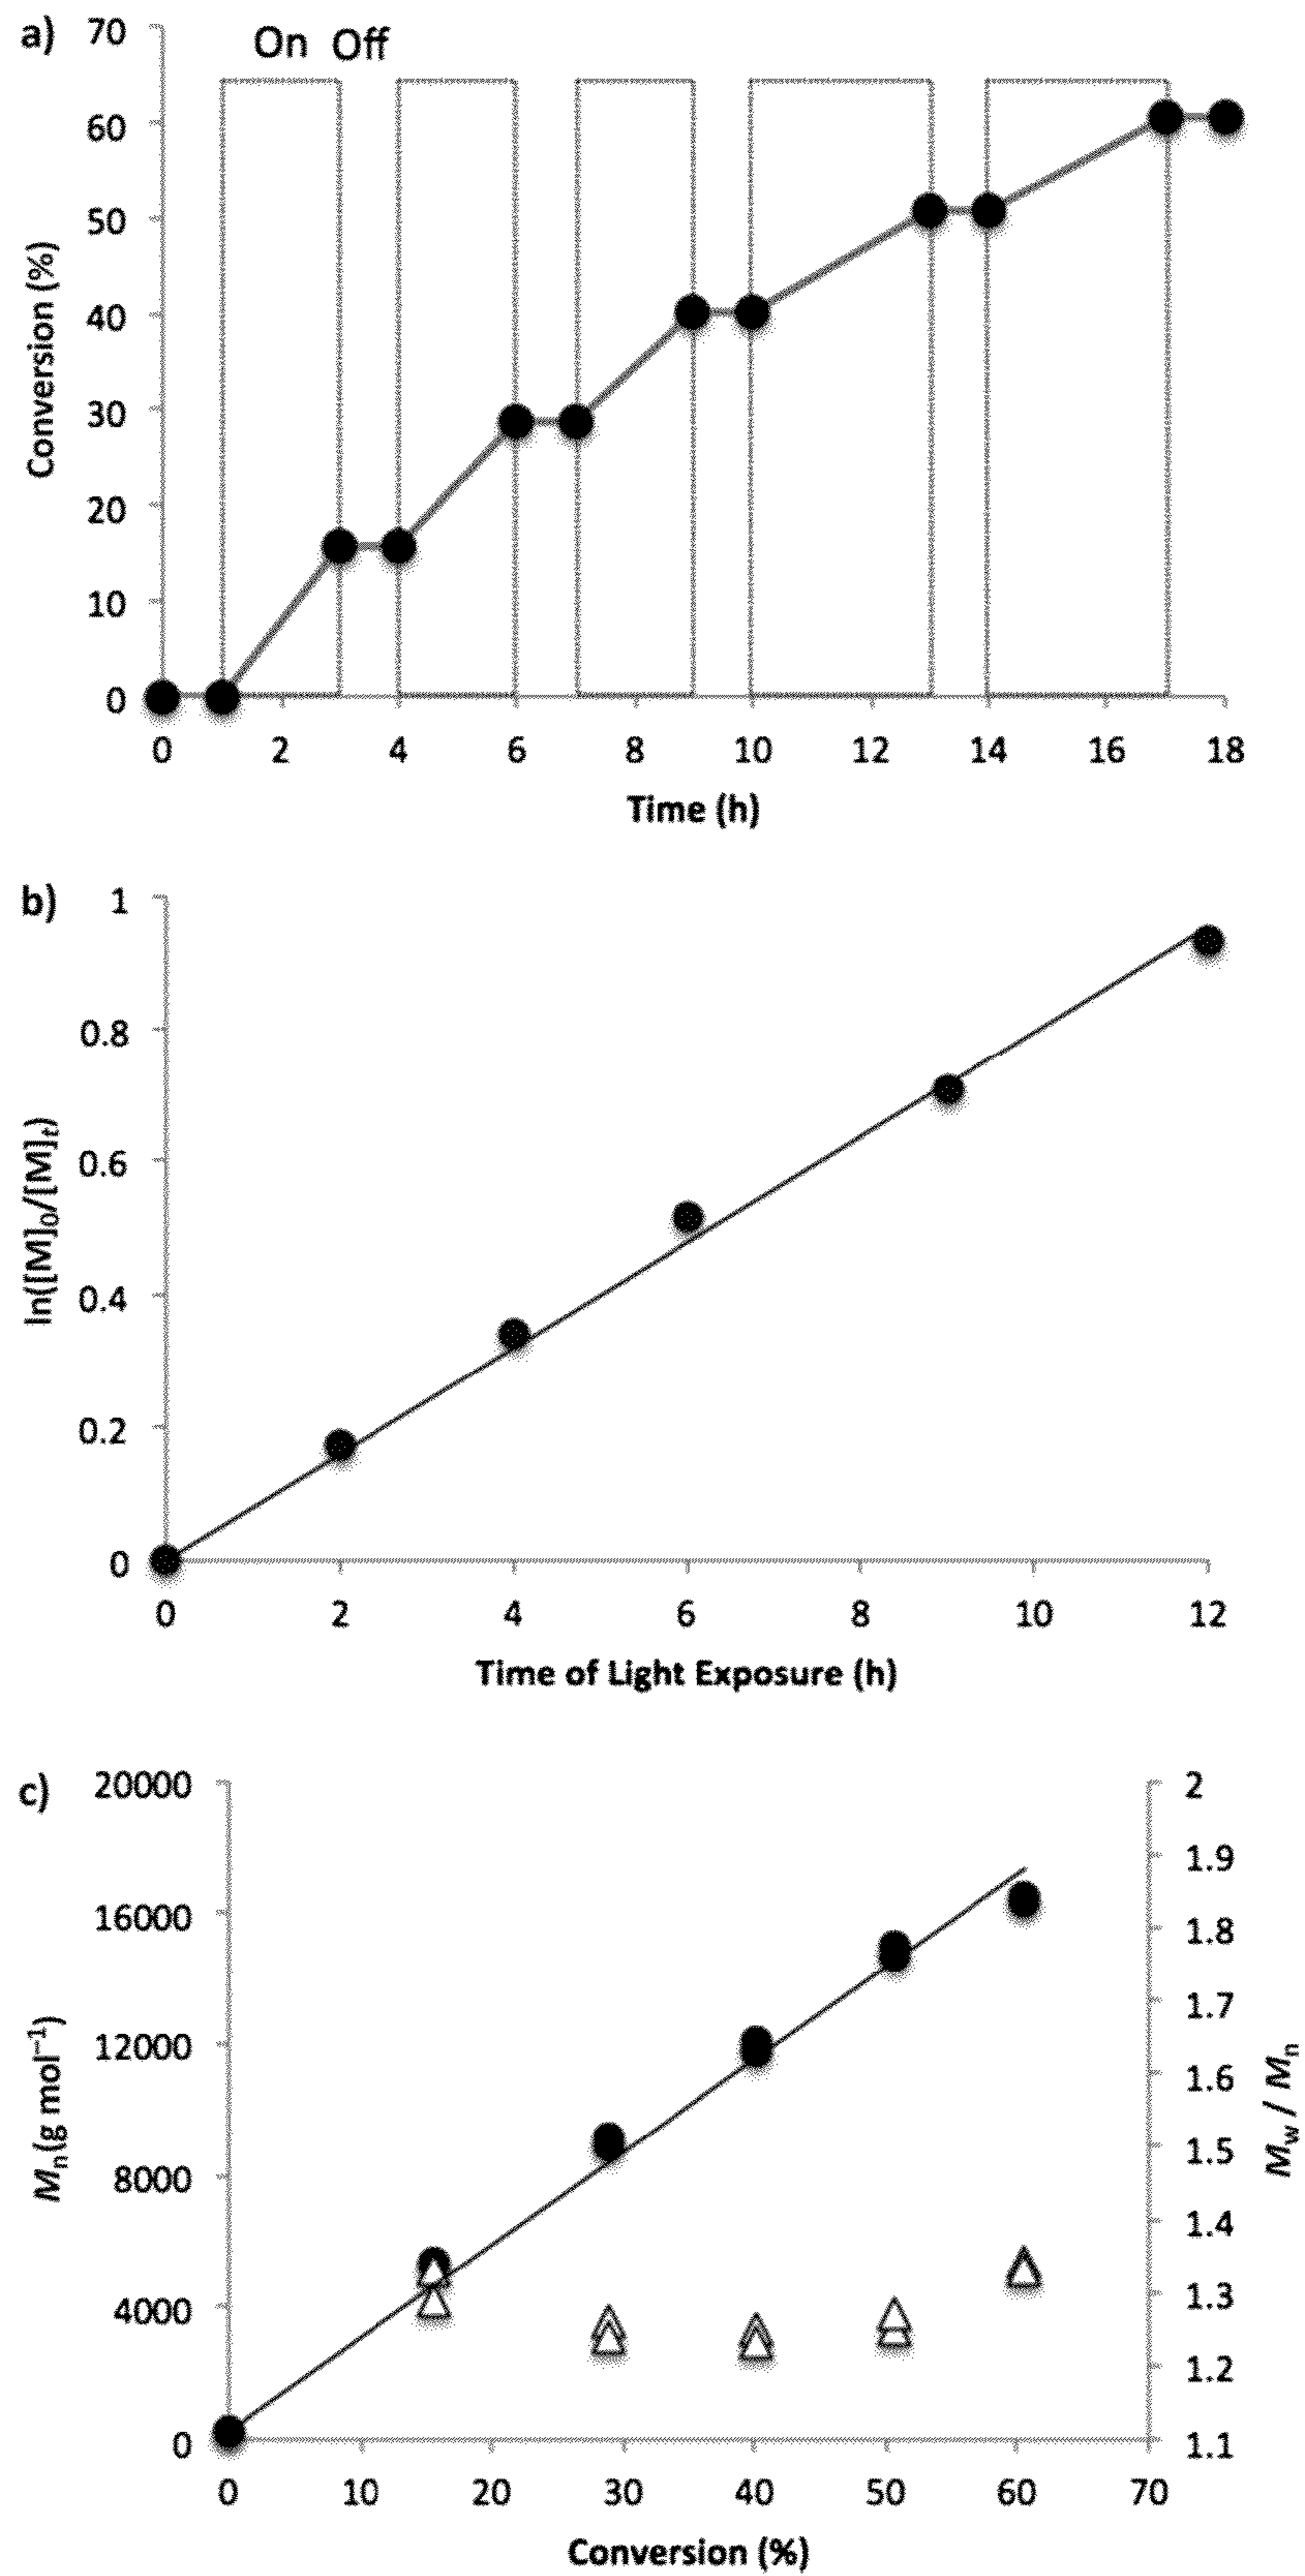 a)
On Off
70
60
50
40
30
20
10
0
Conversion (%)
0 2 4 6 8 10 12 14 16 18
Time (h)
b)
1
0.8
0.6
0.4
0.2
0
ln([M]₀/[M]ₜ)
0 2 4 6 8 10 12
Time of Light Exposure (h)
c)
20000
16000
12000
8000
4000
0
Mₙ (g mol⁻¹)
2
1.9
1.8
1.7
1.6
1.5
1.4
1.3
1.2
1.1
M_w / M_n
0 10 20 30 40 50 60 70
Conversion (%)